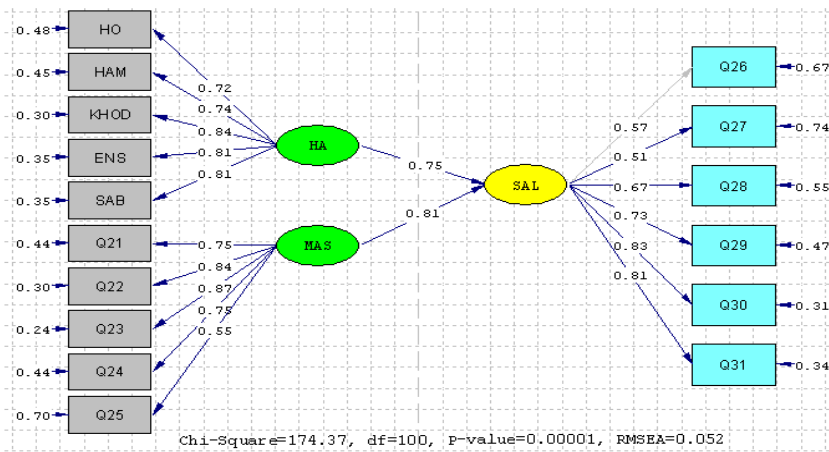 0.48 HO
0.45 HAM
0.30 KHOD
0.35 ENS
0.35 SAB
0.44 Q21
0.30 Q22
0.24 Q23
0.44 Q24
0.70 Q25
0.72
0.74
0.84
0.81
0.81
HA
0.75
0.84
0.87
0.75
0.55
MAS
0.75
0.81
SAL
0.57
0.51
0.67
0.73
0.83
0.81
Q26 0.67
Q27 0.74
Q28 0.55
Q29 0.47
Q30 0.31
Q31 0.34
Chi-Square=174.37, df=100, P-value=0.00001, RMSEA=0.052